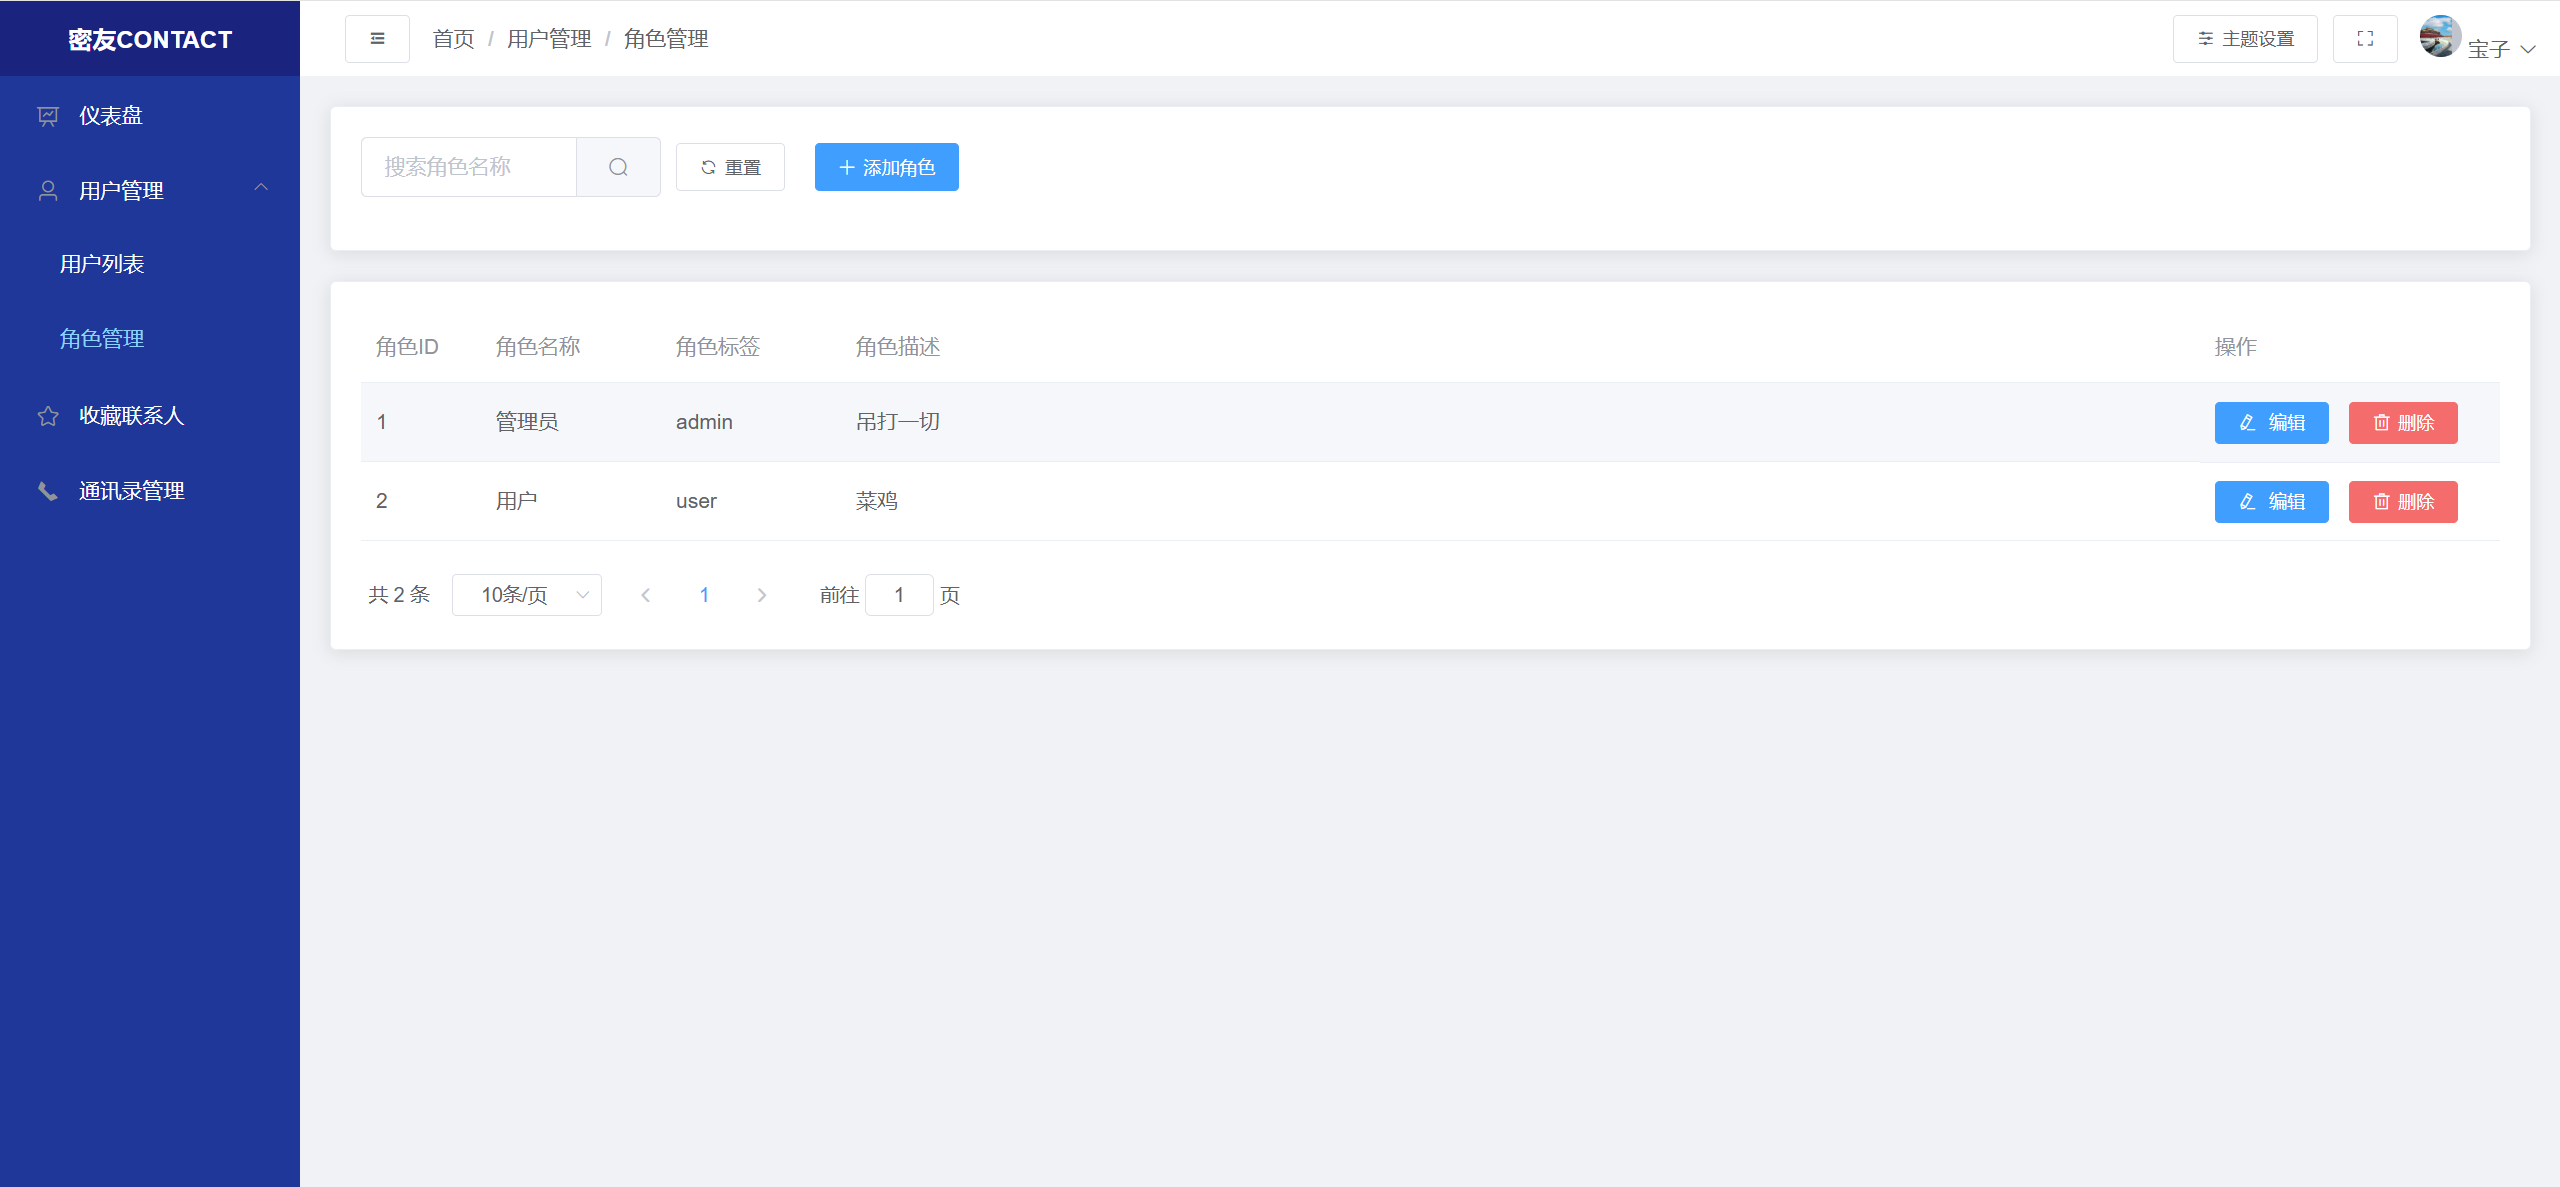 密友CONTACT
首页 / 用户管理 / 角色管理
主题设置
宝子
仪表盘
用户管理
用户列表
角色管理
收藏联系人
通讯录管理
搜索角色名称
重置
添加角色
角色ID 角色名称 角色标签 角色描述 操作
1 管理员 admin 吊打一切 编辑 删除
2 用户 user 菜鸡 编辑 删除
共 2 条 10条/页 1 前往 1 页